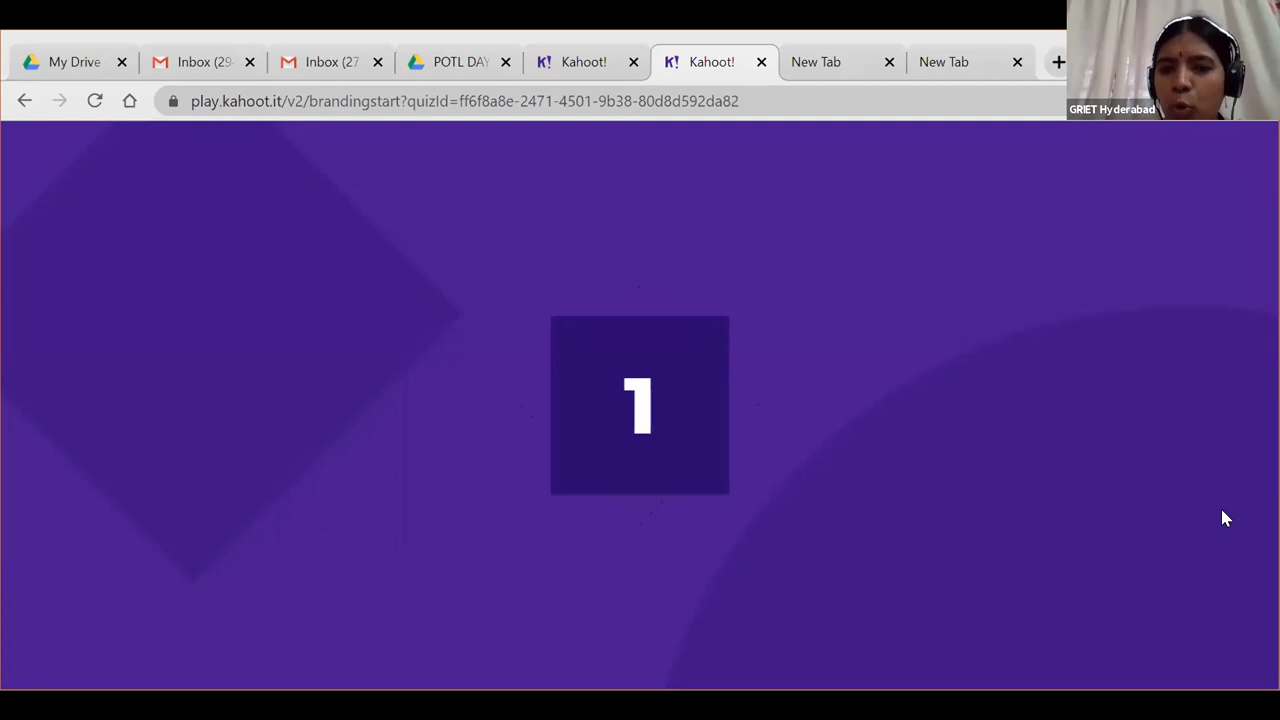 My Drive
Inbox (29-
Inbox (27
POTL DAY
K! Kahoot!
K! Kahoot!
New Tab
New Tab
play.kahoot.it/v2/brandingstart?quizId=ff6f8a8e-2471-4501-9b38-80d8d592da82
GRIET Hyderabad
1